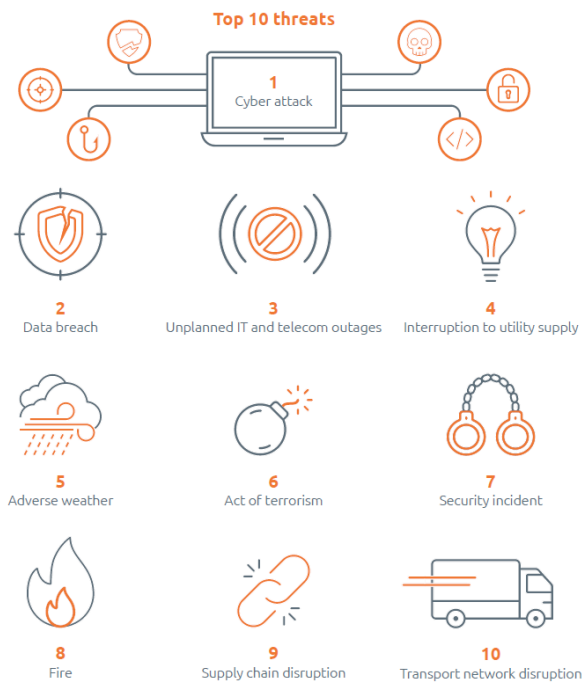 Top 10 threats
1
Cyber attack
</>
2
Data breach
3
Unplanned IT and telecom outages
4
Interruption to utility supply
5
Adverse weather
6
Act of terrorism
7
Security incident
8
Fire
9
Supply chain disruption
10
Transport network disruption